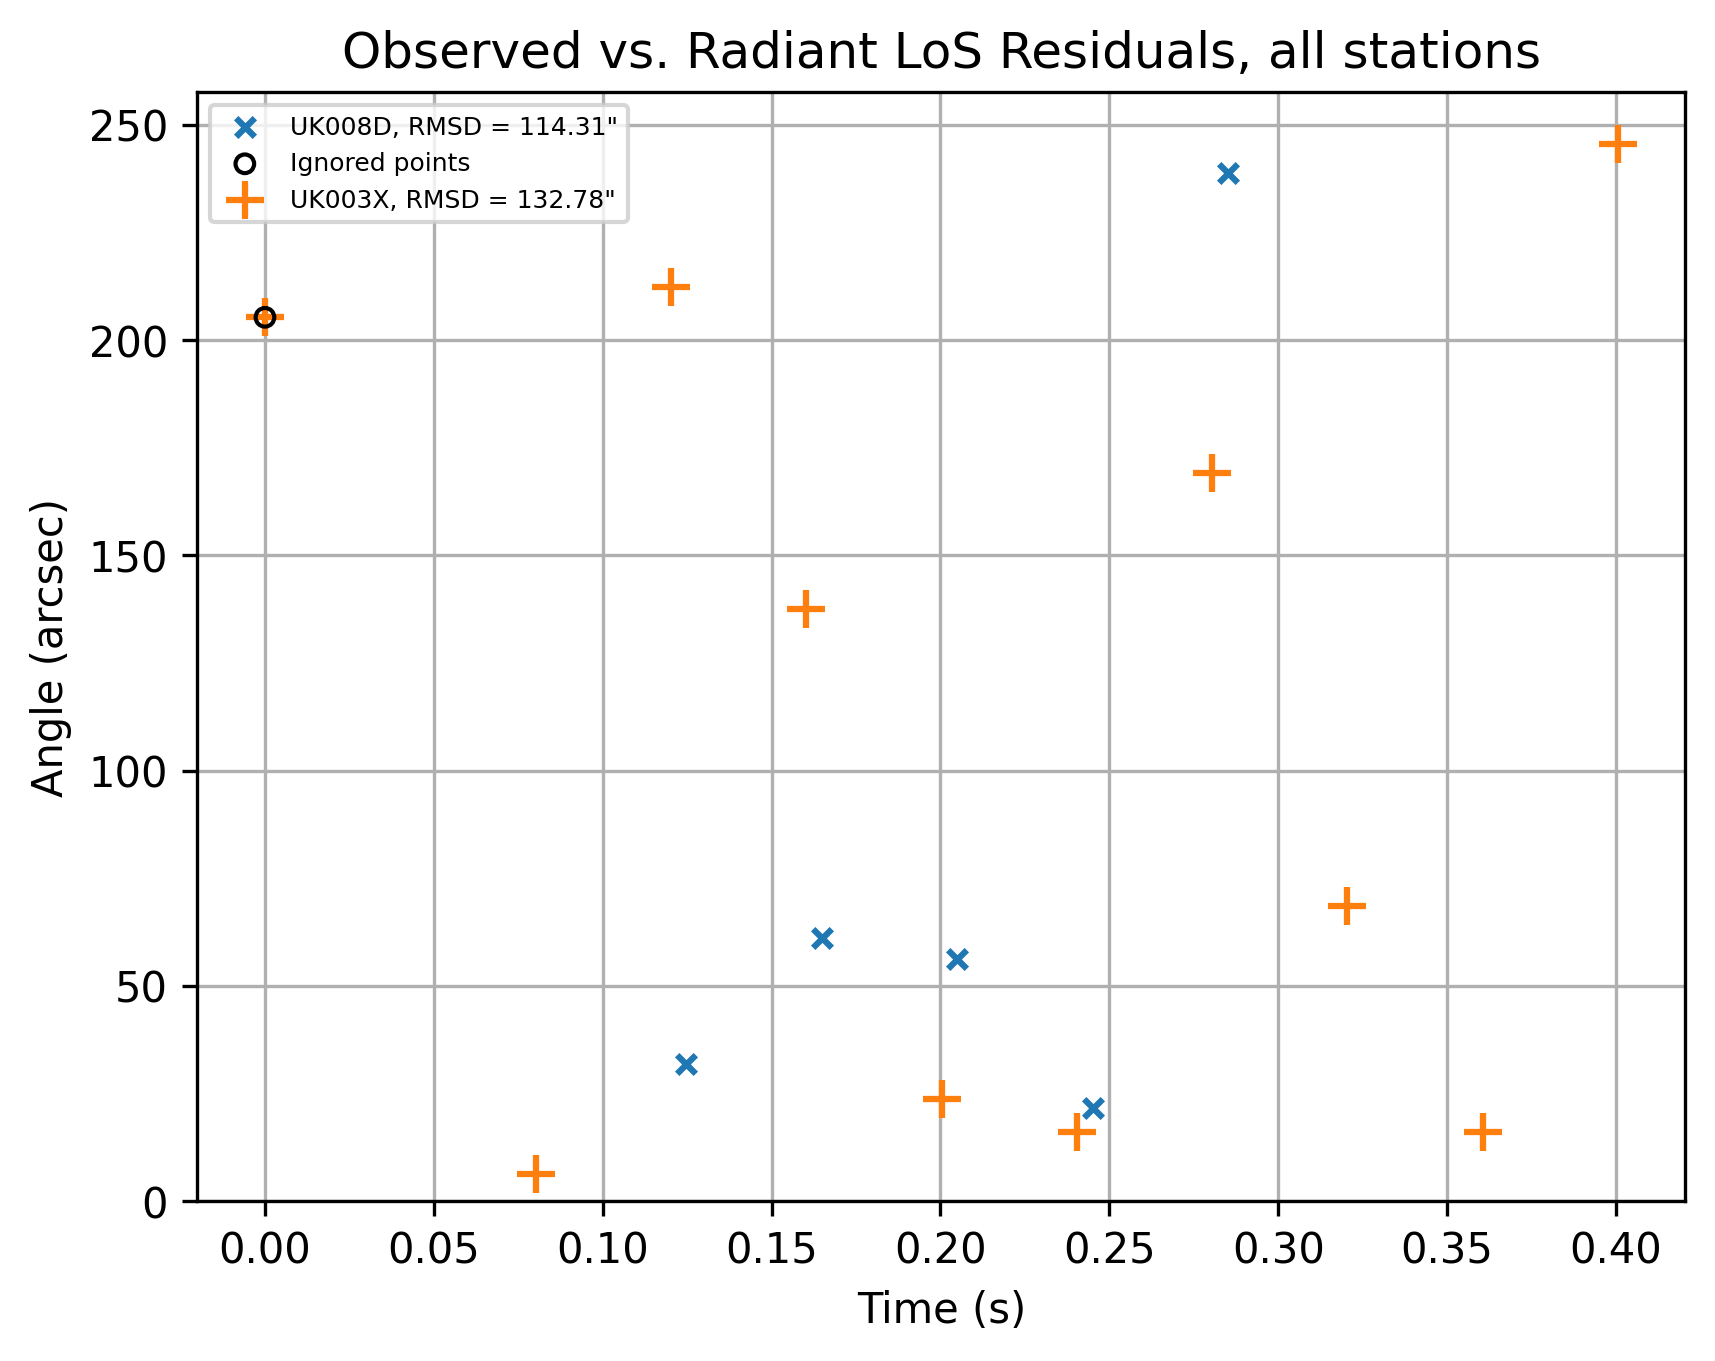 Observed vs. Radiant LoS Residuals, all stations
UK008D, RMSD = 114.31"
Ignored points
UK003X, RMSD = 132.78"
250
200
150
100
50
0
Angle (arcsec)
0.00 0.05 0.10 0.15 0.20 0.25 0.30 0.35 0.40
Time (s)